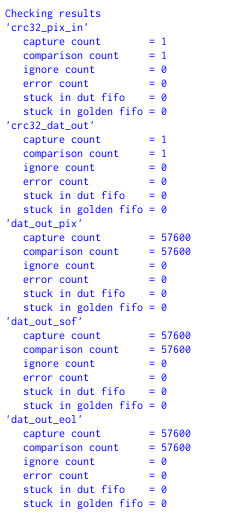 Checking results
'crc32_pix_in'
capture count = 1
comparison count = 1
ignore count = 0
error count = 0
stuck in dut fifo = 0
stuck in golden fifo = 0
'crc32_dat_out'
capture count = 1
comparison count = 1
ignore count = 0
error count = 0
stuck in dut fifo = 0
stuck in golden fifo = 0
'dat_out_pix'
capture count = 57600
comparison count = 57600
ignore count = 0
error count = 0
stuck in dut fifo = 0
stuck in golden fifo = 0
'dat_out_sof'
capture count = 57600
comparison count = 57600
ignore count = 0
error count = 0
stuck in dut fifo = 0
stuck in golden fifo = 0
'dat_out_eol'
capture count = 57600
comparison count = 57600
ignore count = 0
error count = 0
stuck in dut fifo = 0
stuck in golden fifo = 0